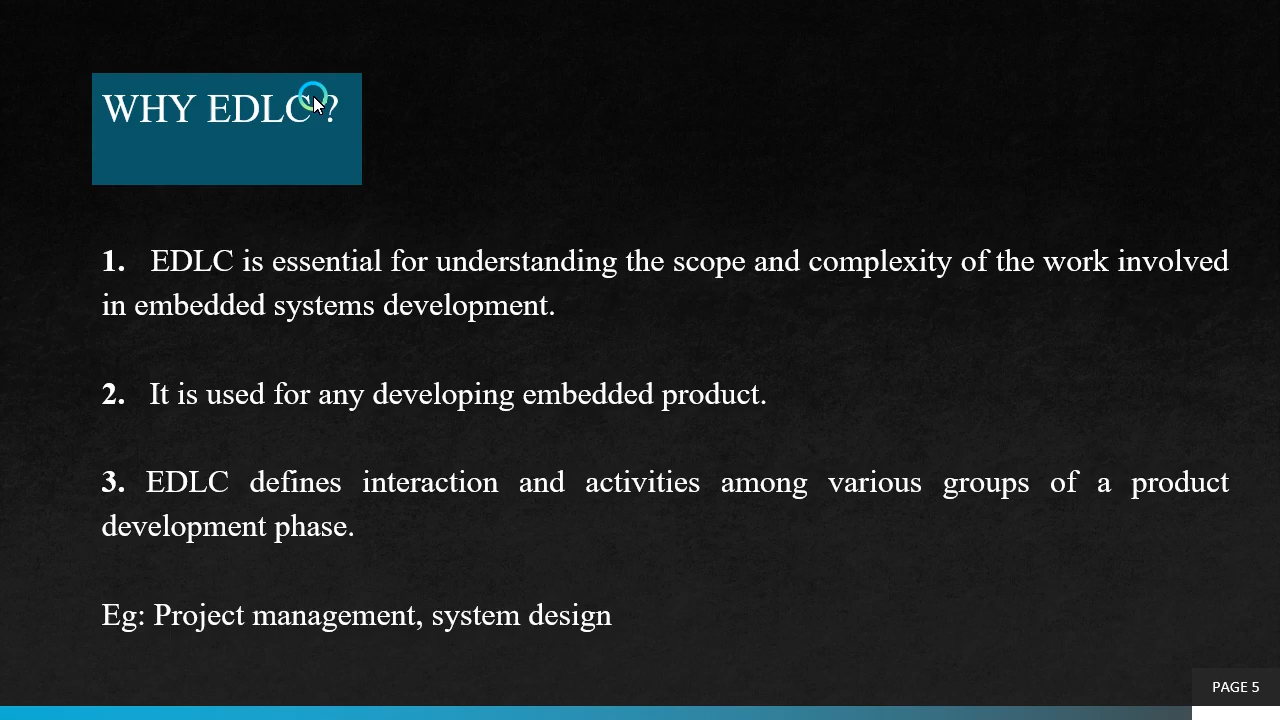 WHY EDLC ?
1. EDLC is essential for understanding the scope and complexity of the work involved
in embedded systems development.
2. It is used for any developing embedded product.
3. EDLC defines interaction and activities among various groups of a product
development phase.
Eg: Project management, system design
PAGE 5